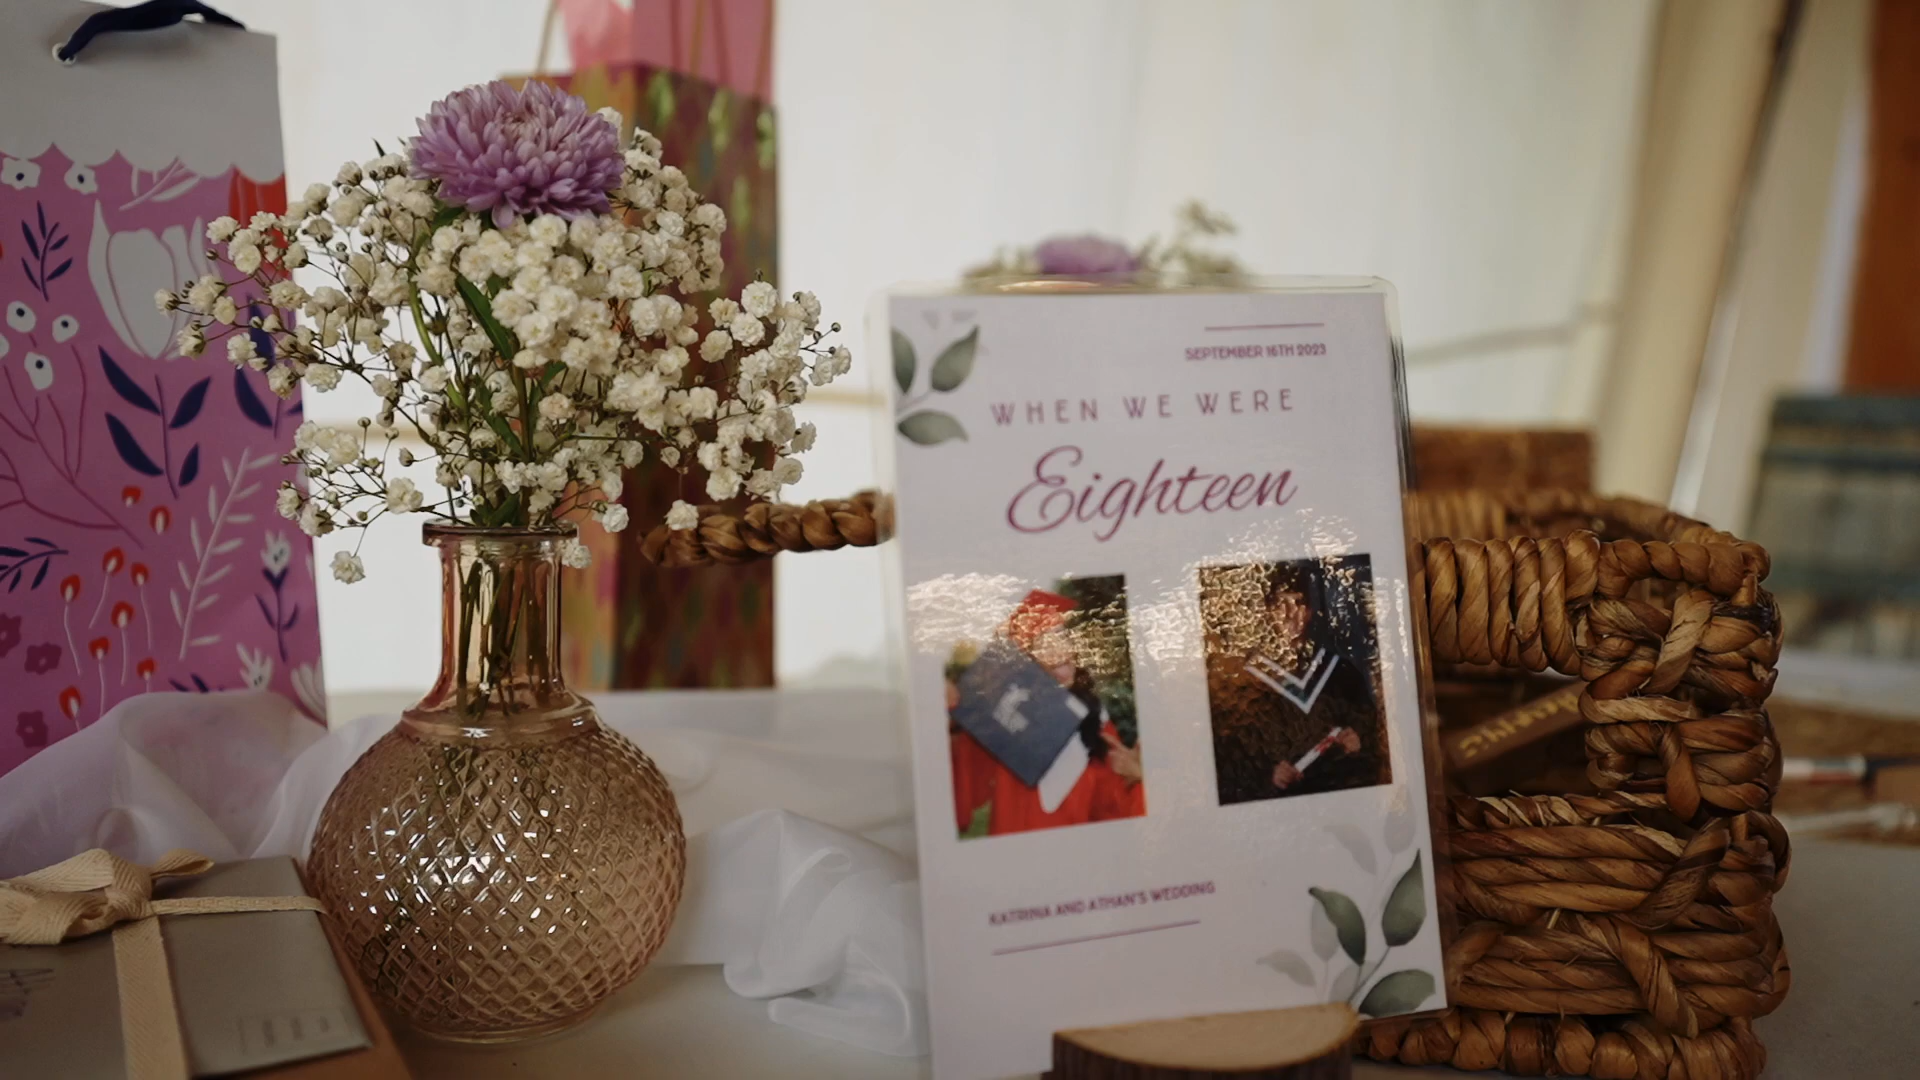 SEPTEMBER 16TH 2023
WHEN WE WERE
Eighteen
KATRINA AND ATHAN'S WEDDING